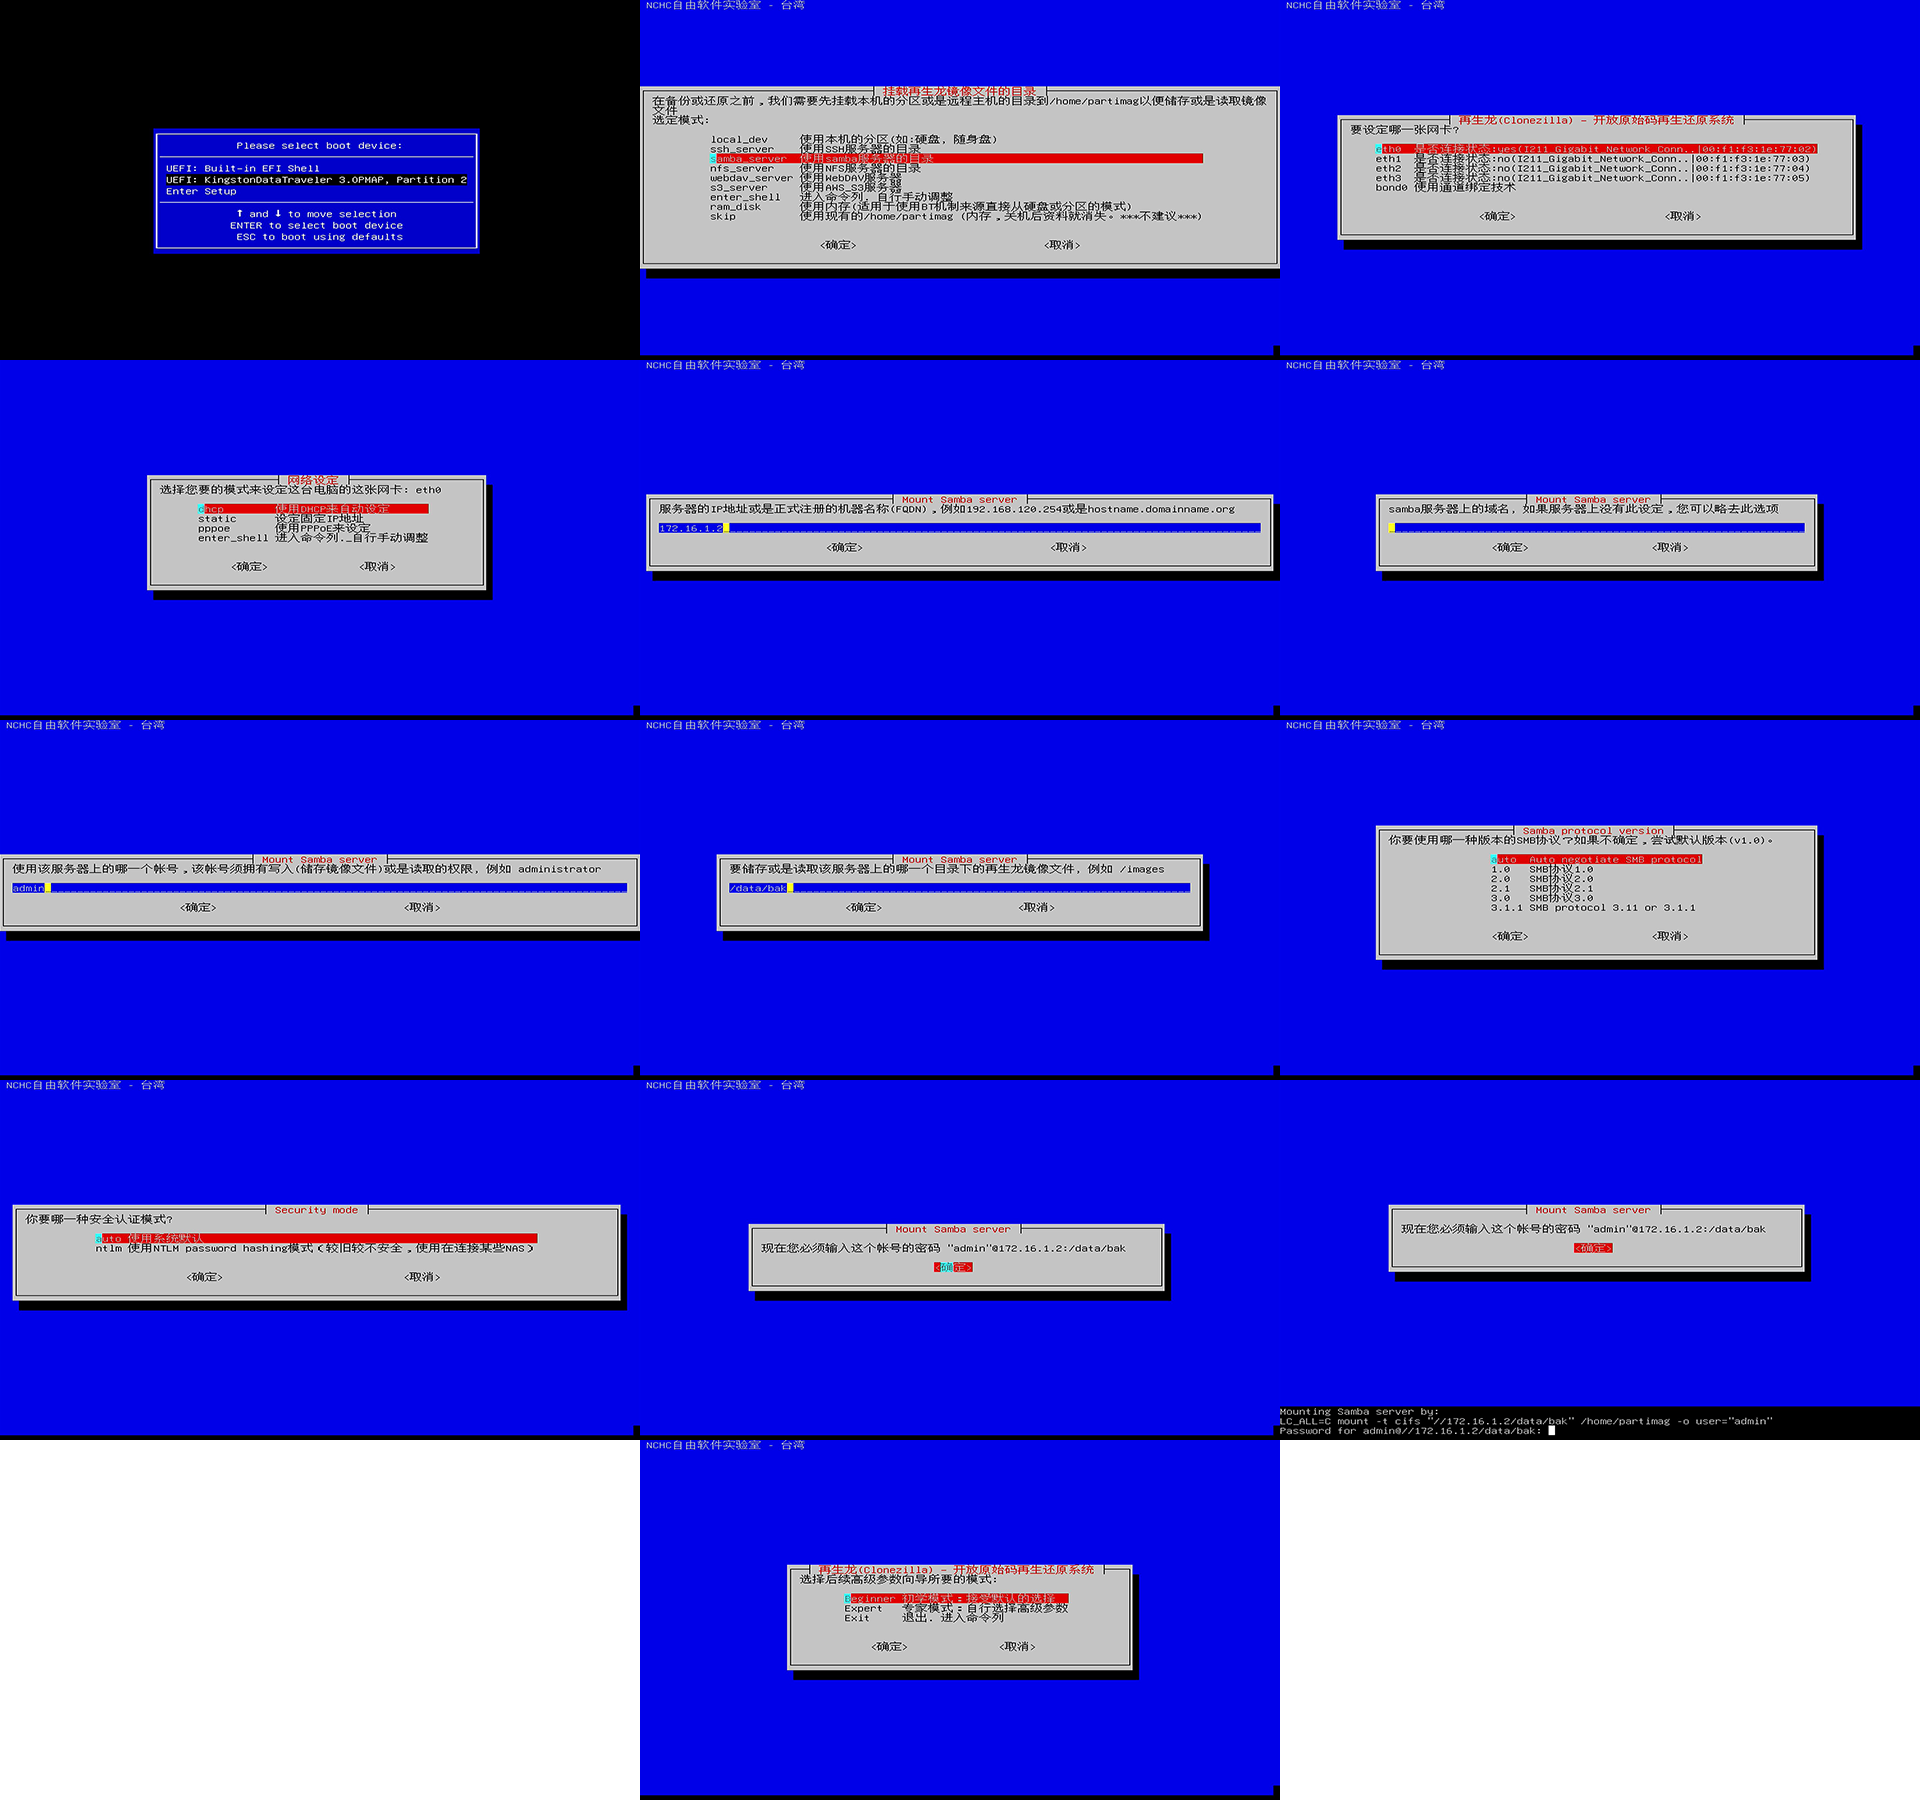 Please select boot device:
UEFI: Built-in EFI Shell
UEFI: KingstonDataTraveler 3.0PMAP, Partition 2
Enter Setup
↑ and ↓ to move selection
ENTER to select boot device
ESC to boot using defaults
NCHC自由软件实验室 - 台湾
挂载再生龙镜像文件的目录
在备份或还原之前，我们需要先挂载本机的分区或是远程主机的目录到/home/partimag以便储存或是读取镜像
文件
选定模式:
local_dev 使用本机的分区(如:硬盘, 随身盘)
ssh_server 使用SSH服务器的目录
samba_server 使用samba服务器的目录
nfs_server 使用NFS服务器的目录
webdav_server 使用WebDAV服务器
s3_server 使用AWS_S3服务器
enter_shell 进入命令列. 自行手动调整
ram_disk 使用内存(适用于使用BT机制来源直接从硬盘或分区的模式)
skip 使用现有的/home/partimag (内存，关机后资料就消失。***不建议***)
<确定> <取消>
NCHC自由软件实验室 - 台湾
再生龙(Clonezilla) - 开放原始码再生还原系统
要设定哪一张网卡?
eth0 是否连接状态:yes(I211_Gigabit_Network_Conn..|00:f1:f3:1e:77:02)
eth1 是否连接状态:no(I211_Gigabit_Network_Conn..|00:f1:f3:1e:77:03)
eth2 是否连接状态:no(I211_Gigabit_Network_Conn..|00:f1:f3:1e:77:04)
eth3 是否连接状态:no(I211_Gigabit_Network_Conn..|00:f1:f3:1e:77:05)
bond0 使用通道绑定技术
<确定> <取消>
网络设定
选择您要的模式来设定这台电脑的这张网卡: eth0
dhcp 使用DHCP来自动设定
static 设定固定IP地址
pppoe 使用PPPoE来设定
enter_shell 进入命令列._自行手动调整
<确定> <取消>
NCHC自由软件实验室 - 台湾
Mount Samba server
服务器的IP地址或是正式注册的机器名称(FQDN)，例如192.168.120.254或是hostname.domainname.org
172.16.1.2
<确定> <取消>
NCHC自由软件实验室 - 台湾
Mount Samba server
samba服务器上的域名, 如果服务器上没有此设定，您可以略去此选项
<确定> <取消>
NCHC自由软件实验室 - 台湾
Mount Samba server
使用该服务器上的哪一个帐号，该帐号须拥有写入(储存镜像文件)或是读取的权限, 例如 administrator
admin
<确定> <取消>
NCHC自由软件实验室 - 台湾
Mount Samba server
要储存或是读取该服务器上的哪一个目录下的再生龙镜像文件, 例如 /images
/data/bak
<确定> <取消>
NCHC自由软件实验室 - 台湾
Samba protocol version
你要使用哪一种版本的SMB协议？如果不确定，尝试默认版本(v1.0)。
auto Auto negotiate SMB protocol
1.0 SMB协议1.0
2.0 SMB协议2.0
2.1 SMB协议2.1
3.0 SMB协议3.0
3.1.1 SMB protocol 3.11 or 3.1.1
<确定> <取消>
NCHC自由软件实验室 - 台湾
Security mode
你要哪一种安全认证模式?
auto 使用系统默认
ntlm 使用NTLM password hashing模式（较旧较不安全，使用在连接某些NAS）
<确定> <取消>
NCHC自由软件实验室 - 台湾
Mount Samba server
现在您必须输入这个帐号的密码 "admin"@172.16.1.2:/data/bak
<确定>
Mount Samba server
现在您必须输入这个帐号的密码 "admin"@172.16.1.2:/data/bak
<确定>
Mounting Samba server by:
LC_ALL=C mount -t cifs "//172.16.1.2/data/bak" /home/partimag -o user="admin"
Password for admin@//172.16.1.2/data/bak:
NCHC自由软件实验室 - 台湾
再生龙(Clonezilla) - 开放原始码再生还原系统
选择后续高级参数向导所要的模式:
Beginner 初学模式：接受默认的选择
Expert 专家模式：自行选择高级参数
Exit 退出. 进入命令列
<确定> <取消>